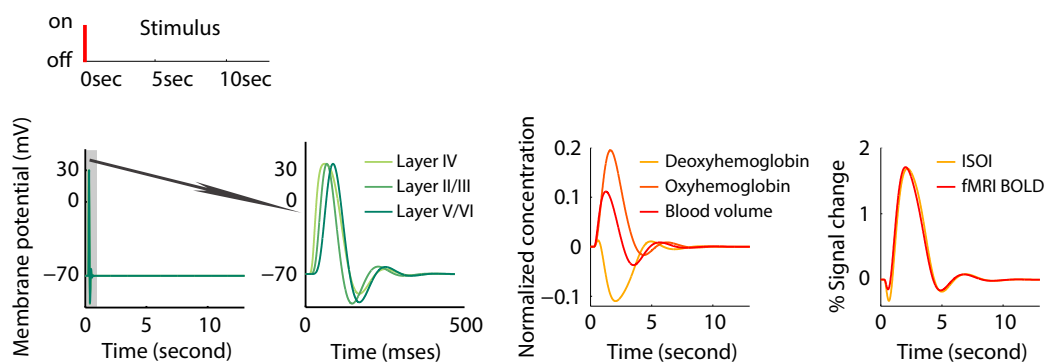 on
Stimulus
off
0sec 5sec 10sec
Membrane potential (mV)
30
0
−70
0 5 10
Time (second)
30
0
−70
Layer IV
Layer II/III
Layer V/VI
0 500
Time (mses)
Normalized concentration
0.2
0.1
0
−0.1
Deoxyhemoglobin
Oxyhemoglobin
Blood volume
0 5 10
Time (second)
% Signal change
2
1
0
ISOI
fMRI BOLD
0 5 10
Time (second)